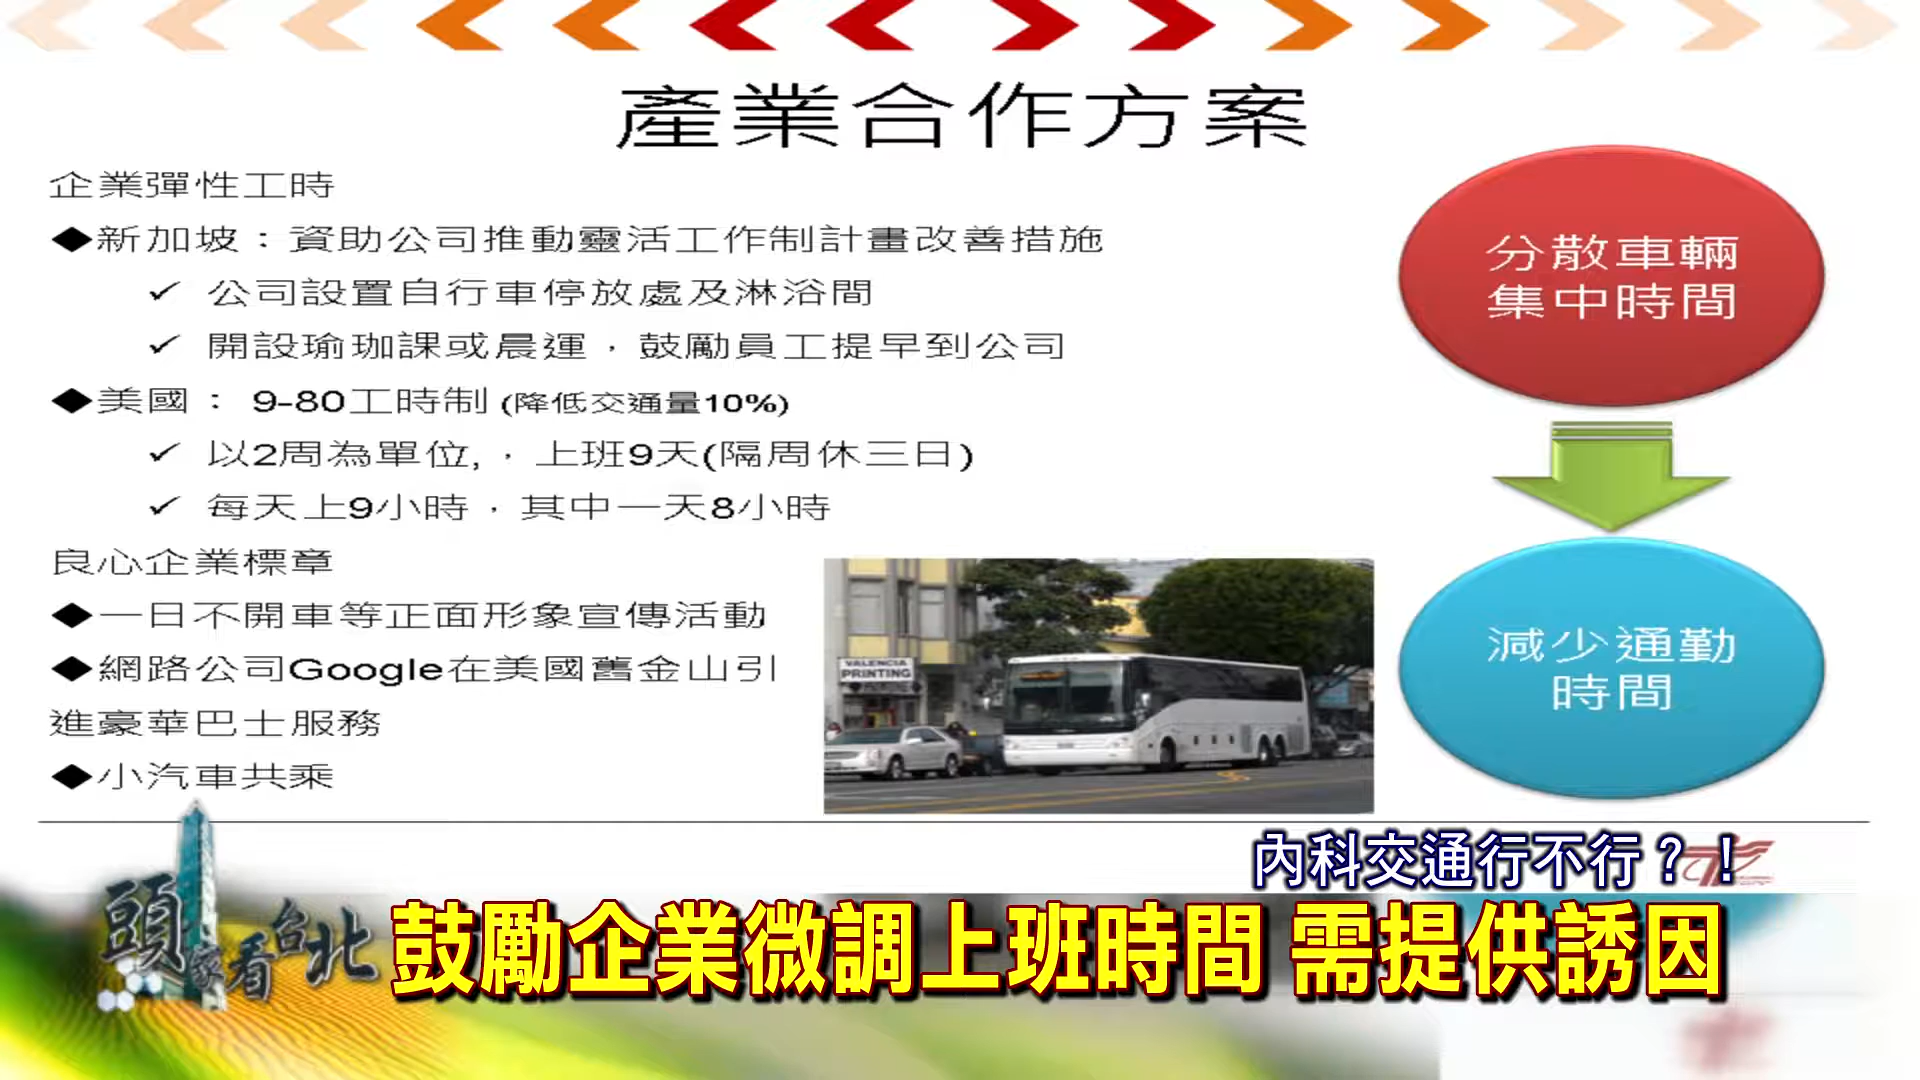 產業合作方案
企業彈性工時
◆新加坡：資助公司推動靈活工作制計畫改善措施
✓ 公司設置自行車停放處及淋浴間
✓ 開設瑜珈課或晨運，鼓勵員工提早到公司
◆美國： 9-80工時制 (降低交通量10%)
✓ 以2周為單位,，上班9天(隔周休三日)
✓ 每天上9小時，其中一天8小時
良心企業標章
◆一日不開車等正面形象宣傳活動
◆網路公司Google在美國舊金山引
進豪華巴士服務
◆小汽車共乘
分散車輛
集中時間
減少通勤
時間
VALENCIA
PRINTING
內科交通行不行？！
頭家看台北
鼓勵企業微調上班時間 需提供誘因